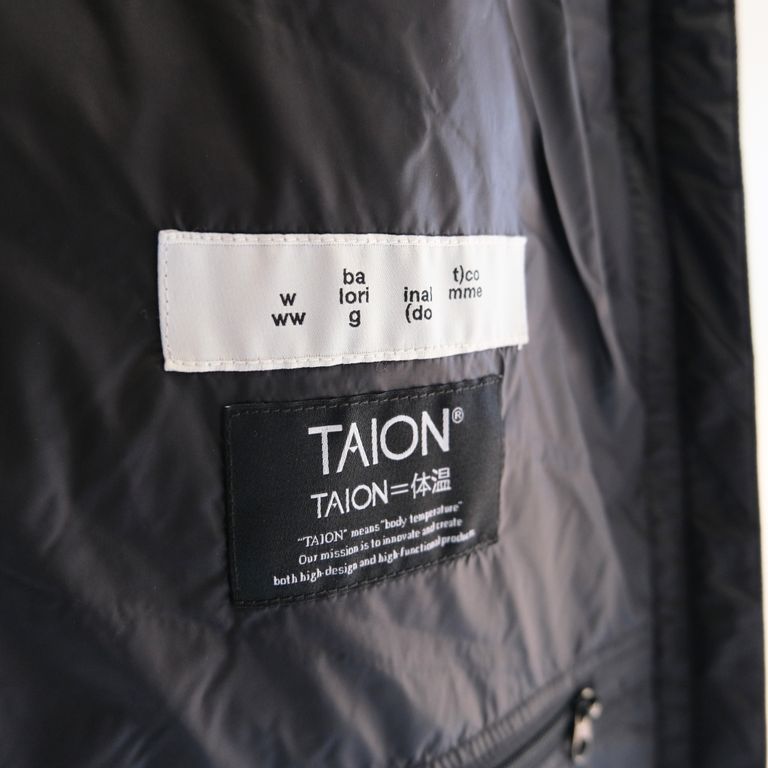 ba t)co
w lori inal mme
ww g (do
TAION®
TAION=体温
"TAION" means "body temperature"
Our mission is to innovate and create
both high-design and high-functional products